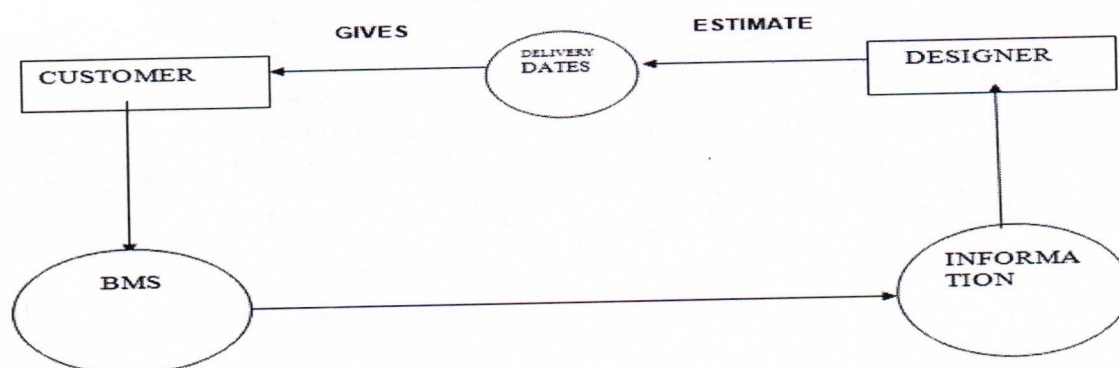 GIVES
ESTIMATE
DELIVERY
DATES
CUSTOMER
DESIGNER
BMS
INFORMA
TION